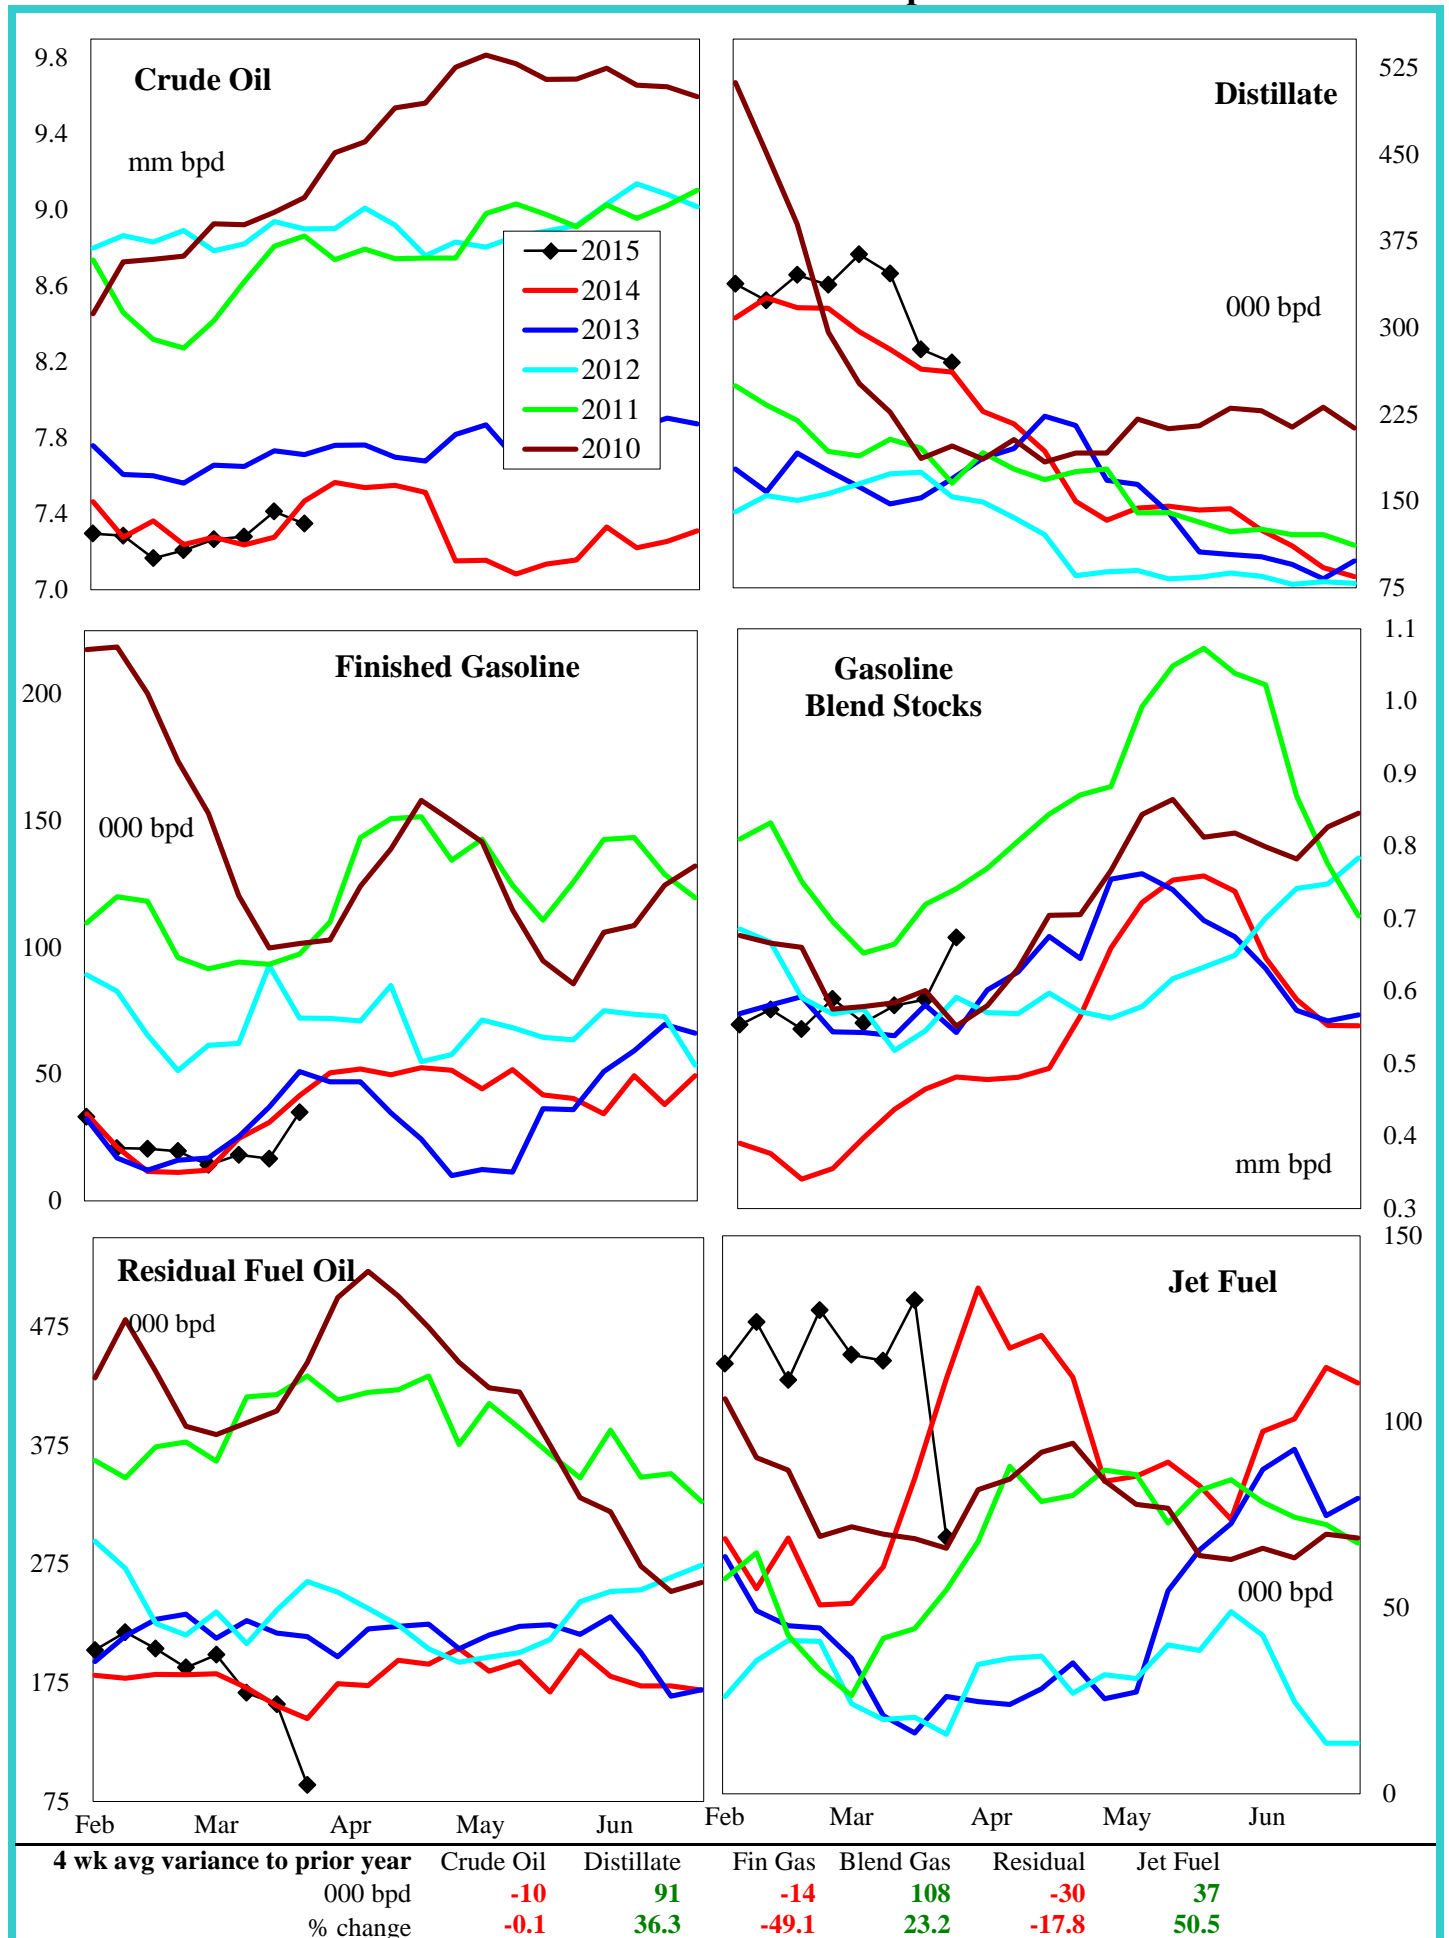 Crude Oil
mm bpd
9.8
9.4
9.0
8.6
8.2
7.8
7.4
7.0
2015
2014
2013
2012
2011
2010
Distillate
000 bpd
525
450
375
300
225
150
75
Finished Gasoline
000 bpd
200
150
100
50
0
Gasoline
Blend Stocks
mm bpd
1.1
1.0
0.9
0.8
0.7
0.6
0.5
0.4
0.3
Residual Fuel Oil
000 bpd
475
375
275
175
75
Feb Mar Apr May Jun
Jet Fuel
000 bpd
150
100
50
0
Feb Mar Apr May Jun
4 wk avg variance to prior year Crude Oil Distillate Fin Gas Blend Gas Residual Jet Fuel
000 bpd -10 91 -14 108 -30 37
% change -0.1 36.3 -49.1 23.2 -17.8 50.5